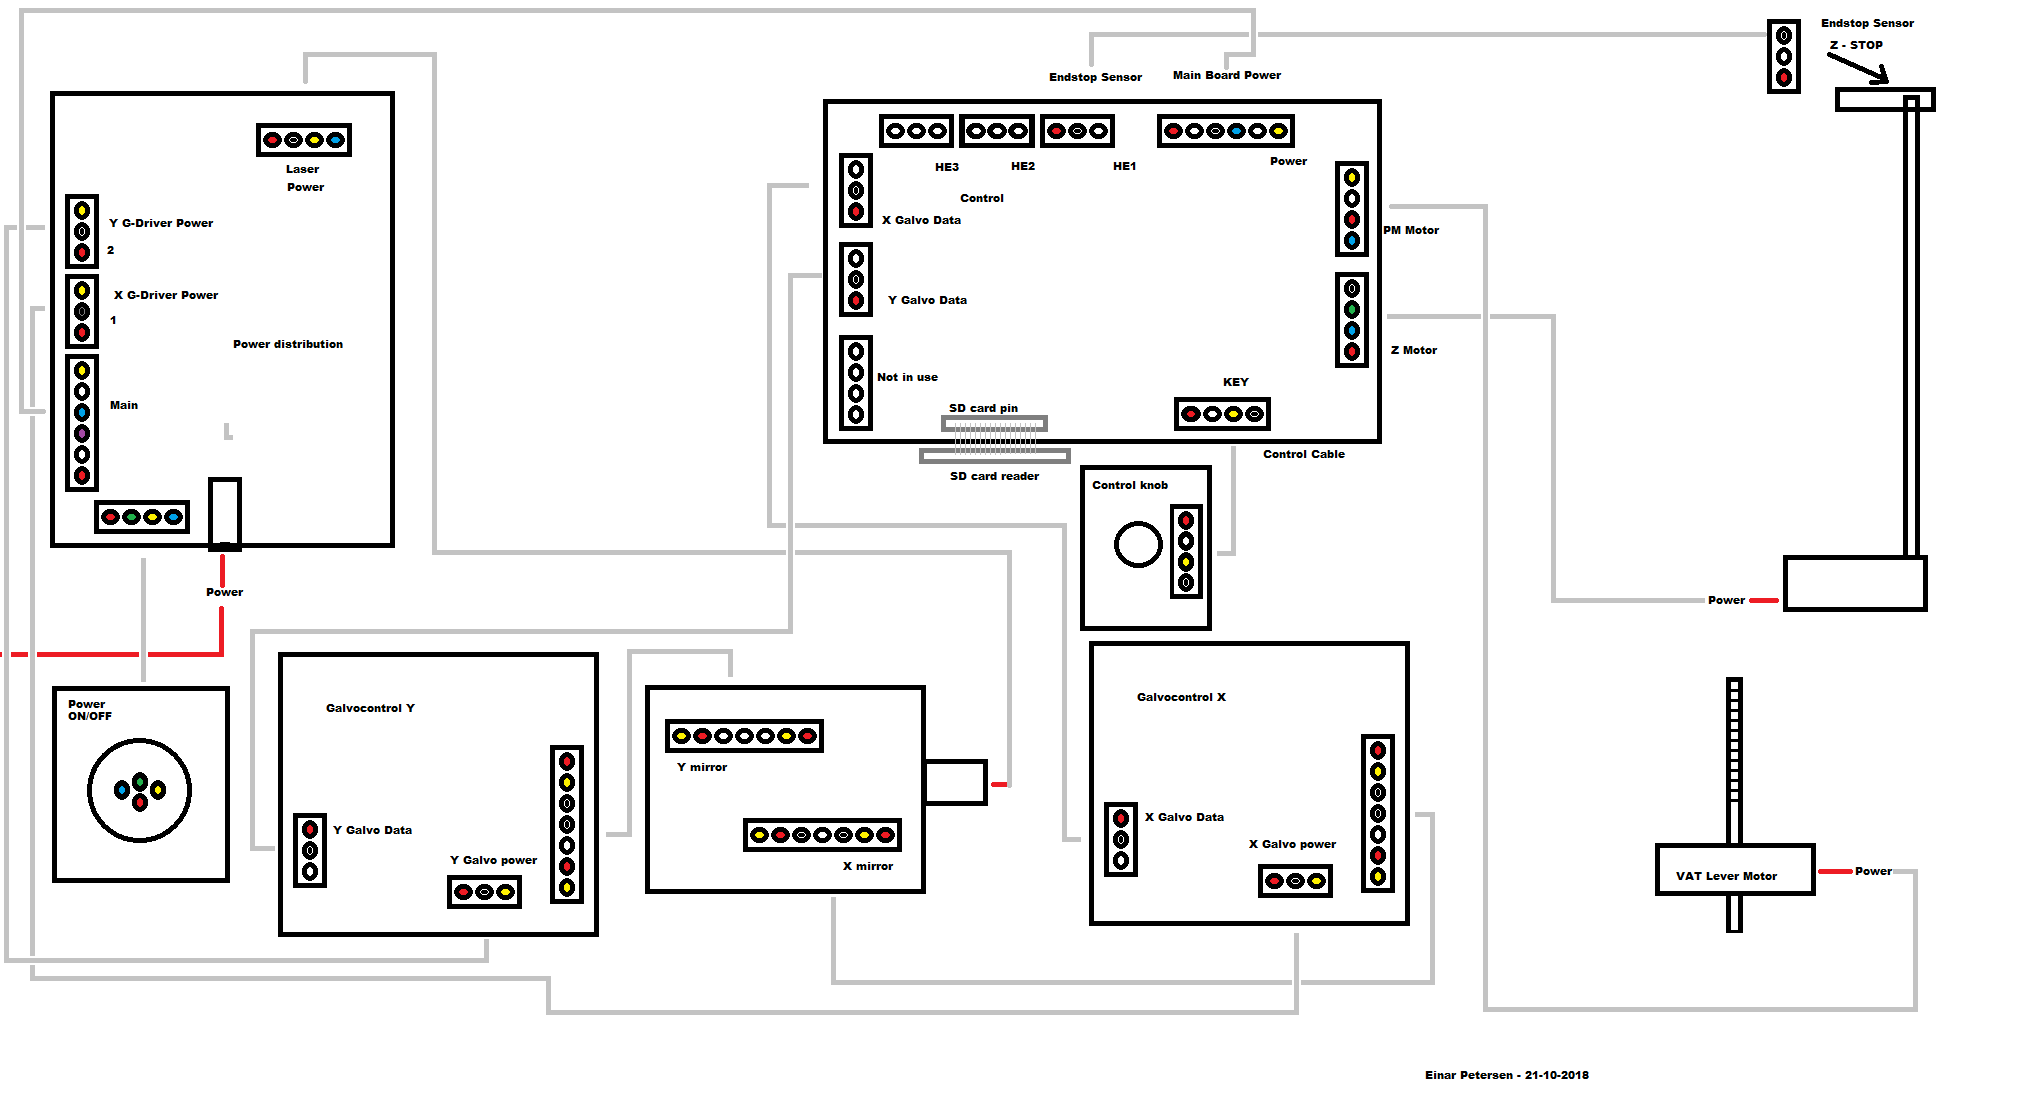 Endstop Sensor
Z - STOP
Endstop Sensor
Main Board Power
HE3
HE2
HE1
Power
Control
X Galvo Data
PM Motor
Y Galvo Data
Z Motor
Not in use
KEY
SD card pin
SD card reader
Control Cable
Laser
Power
Y G-Driver Power
2
X G-Driver Power
1
Power distribution
Main
Power
Control knob
Power
Power
ON/OFF
Galvocontrol Y
Y Galvo Data
Y Galvo power
Y mirror
X mirror
Galvocontrol X
X Galvo Data
X Galvo power
VAT Lever Motor
Power
Einar Petersen - 21-10-2018